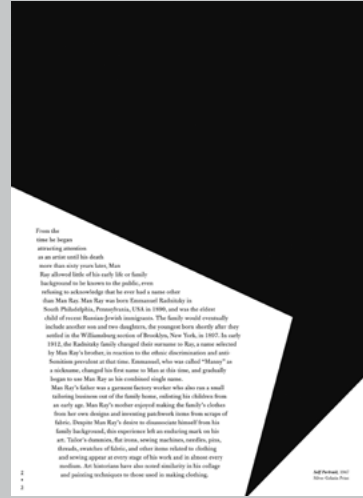 From the
time he began
attracting attention
as an artist until his death
more than sixty years later, Man
Ray allowed little of his early life or family
background to be known to the public, even
refusing to acknowledge that he ever had a name other
than Man Ray. Man Ray was born Emmanuel Radnitzky in
South Philadelphia, Pennsylvania, USA in 1890, and was the oldest
child of recent Russian-Jewish immigrants. The family would eventually
include another son and two daughters, the youngest born shortly after they
settled in the Williamsburg section of Brooklyn, New York, in 1897. In early
1912, the Radnitzky family changed their surname to Ray, a name selected
by Man Ray's brother, in reaction to the ethnic discrimination and anti-
Semitism prevalent at that time. Emmanuel, who was called "Manny" as
a nickname, changed his first name to Man at this time, and gradually
began to use Man Ray as his combined single name.
Man Ray's father was a garment factory worker who also ran a small
tailoring business out of the family home, enlisting his children from
an early age. Man Ray's mother enjoyed making the family's clothes
from her own designs and inventing patchwork items from scraps of
fabric. Despite Man Ray's desire to disassociate himself from his
family background, this experience left an enduring mark on his
art. Tailor's dummies, flat irons, sewing machines, needles, pins,
threads, swatches of fabric, and other items related to clothing
and sewing appear at every stage of his work and in almost every
medium. Art historians have also noted similarity in his collage
and painting techniques to those used in making clothing.
Self Portrait,
Silver Gelatin Print